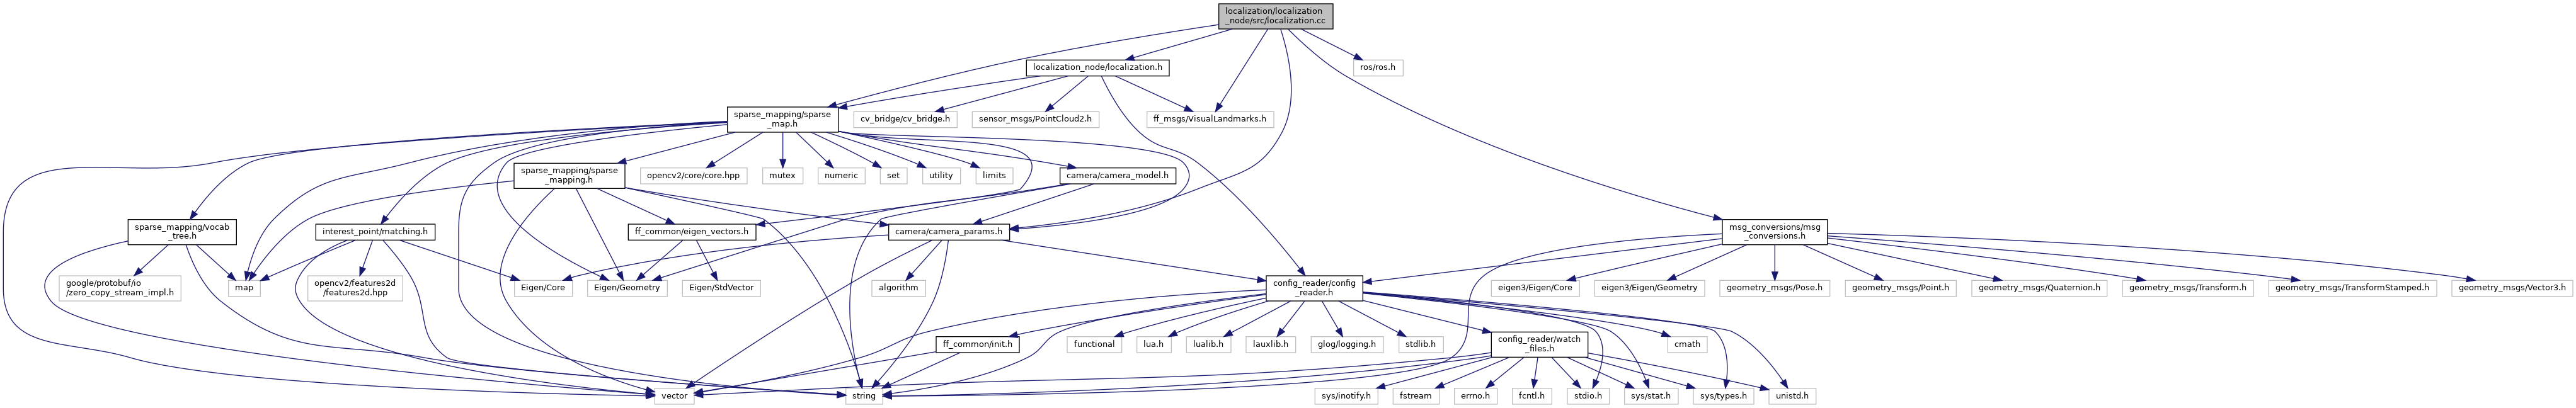 localization/localization
_node/src/localization.cc
localization_node/localization.h
ros/ros.h
sparse_mapping/sparse
_map.h
cv_bridge/cv_bridge.h
sensor_msgs/PointCloud2.h
ff_msgs/VisualLandmarks.h
sparse_mapping/sparse
_mapping.h
opencv2/core/core.hpp
mutex
numeric
set
utility
limits
camera/camera_model.h
sparse_mapping/vocab
_tree.h
interest_point/matching.h
ff_common/eigen_vectors.h
camera/camera_params.h
msg_conversions/msg
_conversions.h
google/protobuf/io
/zero_copy_stream_impl.h
map
opencv2/features2d
/features2d.hpp
Eigen/Core
Eigen/Geometry
Eigen/StdVector
algorithm
config_reader/config
_reader.h
eigen3/Eigen/Core
eigen3/Eigen/Geometry
geometry_msgs/Pose.h
geometry_msgs/Point.h
geometry_msgs/Quaternion.h
geometry_msgs/Transform.h
geometry_msgs/TransformStamped.h
geometry_msgs/Vector3.h
ff_common/init.h
functional
lua.h
lualib.h
lauxlib.h
glog/logging.h
stdlib.h
config_reader/watch
_files.h
cmath
vector
string
sys/inotify.h
fstream
errno.h
fcntl.h
stdio.h
sys/stat.h
sys/types.h
unistd.h